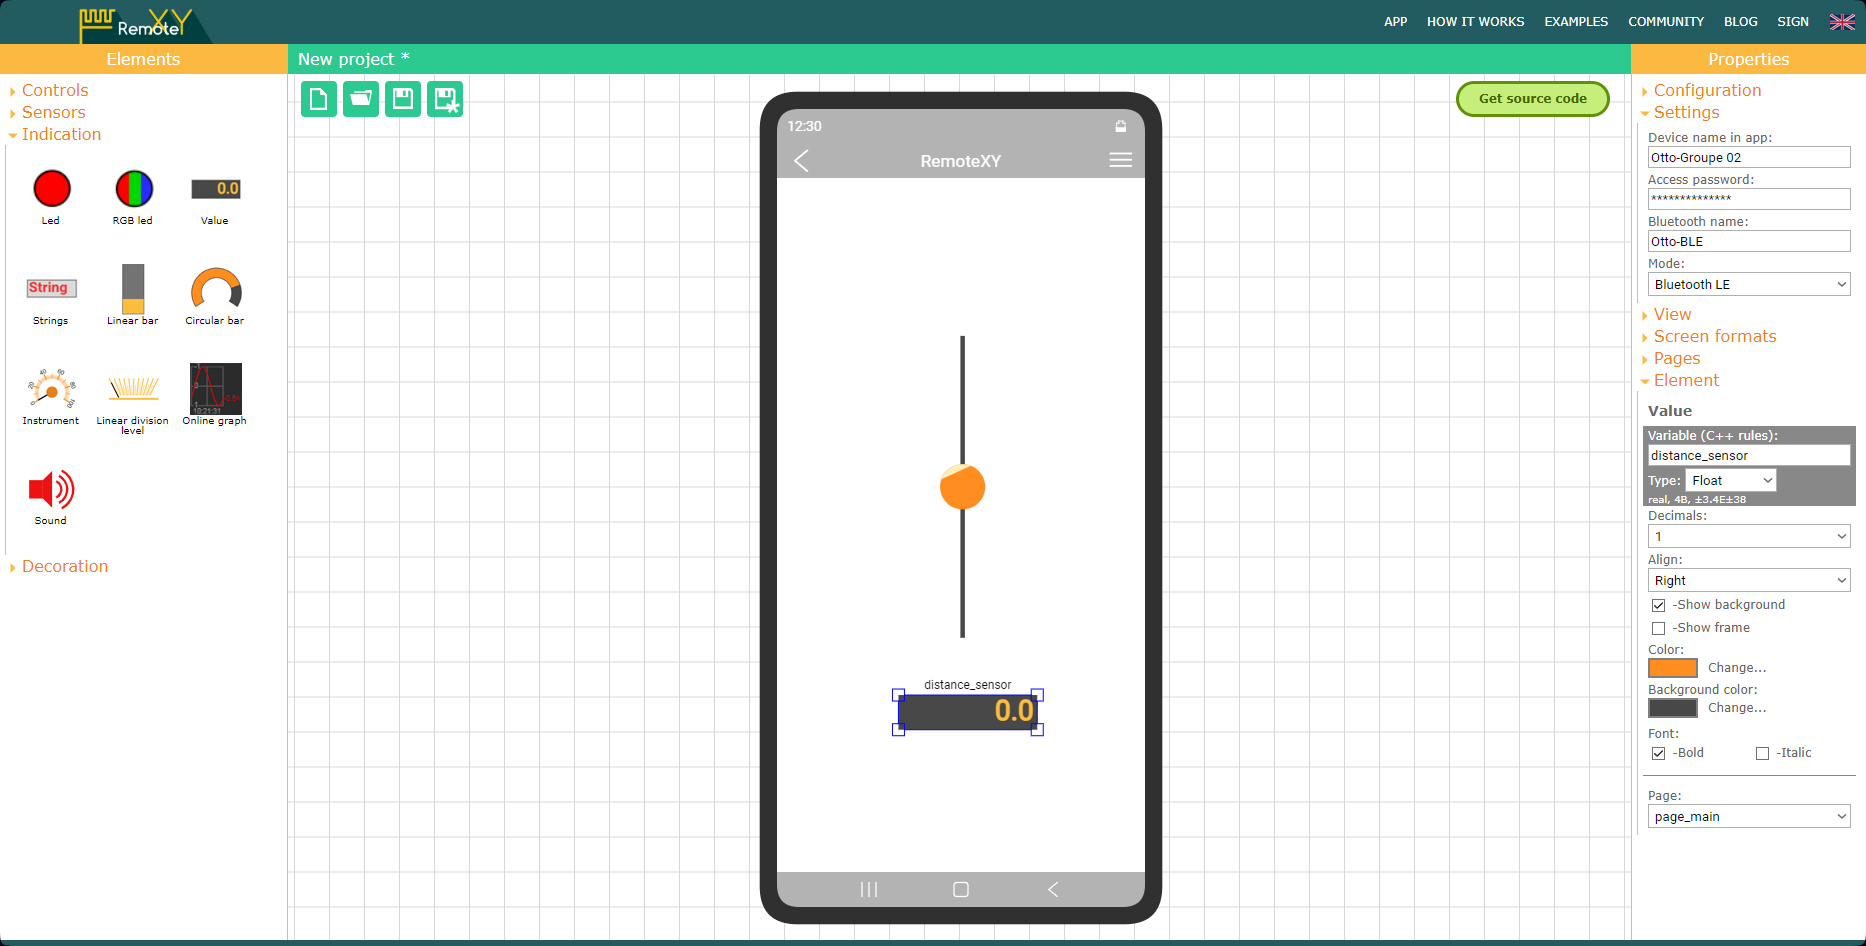 RemoteXY
APP HOW IT WORKS EXAMPLES COMMUNITY BLOG SIGN
Elements
New project *
Properties
Controls
Sensors
Indication
Led
RGB led
0.0
Value
String
Strings
Linear bar
Circular bar
Instrument
Linear division
level
Online graph
Sound
Decoration
Get source code
12:30
RemoteXY
distance_sensor
0.0
Configuration
Settings
Device name in app:
Otto-Groupe 02
Access password:
**************
Bluetooth name:
Otto-BLE
Mode:
Bluetooth LE
View
Screen formats
Pages
Element
Value
Variable (C++ rules):
distance_sensor
Type: Float
real, 4B, ±3.4E±38
Decimals:
1
Align:
Right
-Show background
-Show frame
Color:
Change...
Background color:
Change...
Font:
-Bold -Italic
Page:
page_main